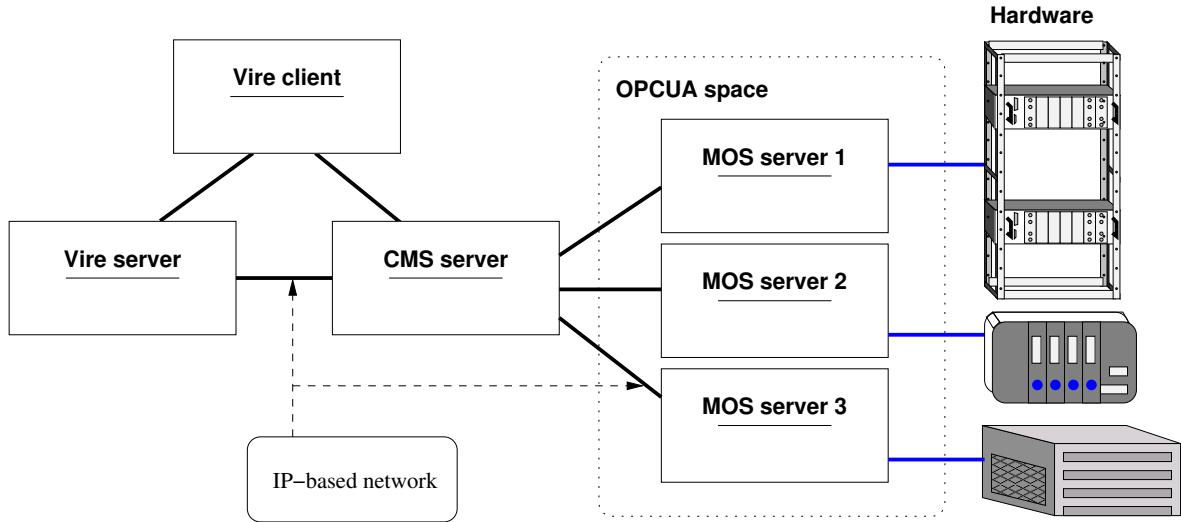 Hardware
Vire client
OPCUA space
MOS server 1
Vire server
CMS server
MOS server 2
MOS server 3
IP−based network